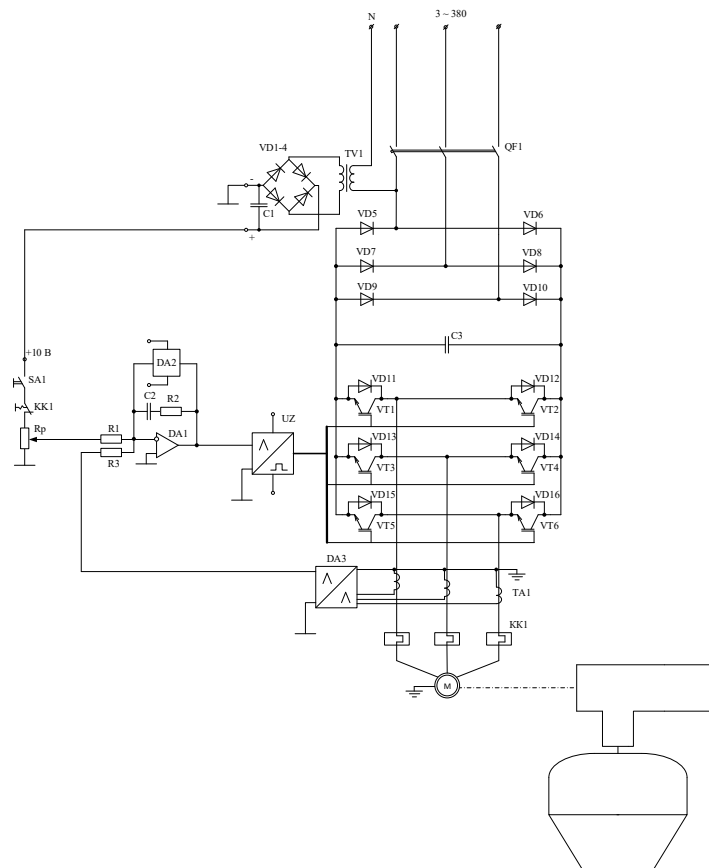 N 3 ~ 380
VD1-4 TV1 QF1
-
C1
+
VD5 VD6
VD7 VD8
VD9 VD10
C3
+10 В
DA2
SA1
KK1
C2 R2
VD11 VD12
VT1 VT2
Rp R1 DA1 UZ
R3
VD13 VD14
VT3 VT4
VD15 VD16
VT5 VT6
DA3
TA1
KK1
М